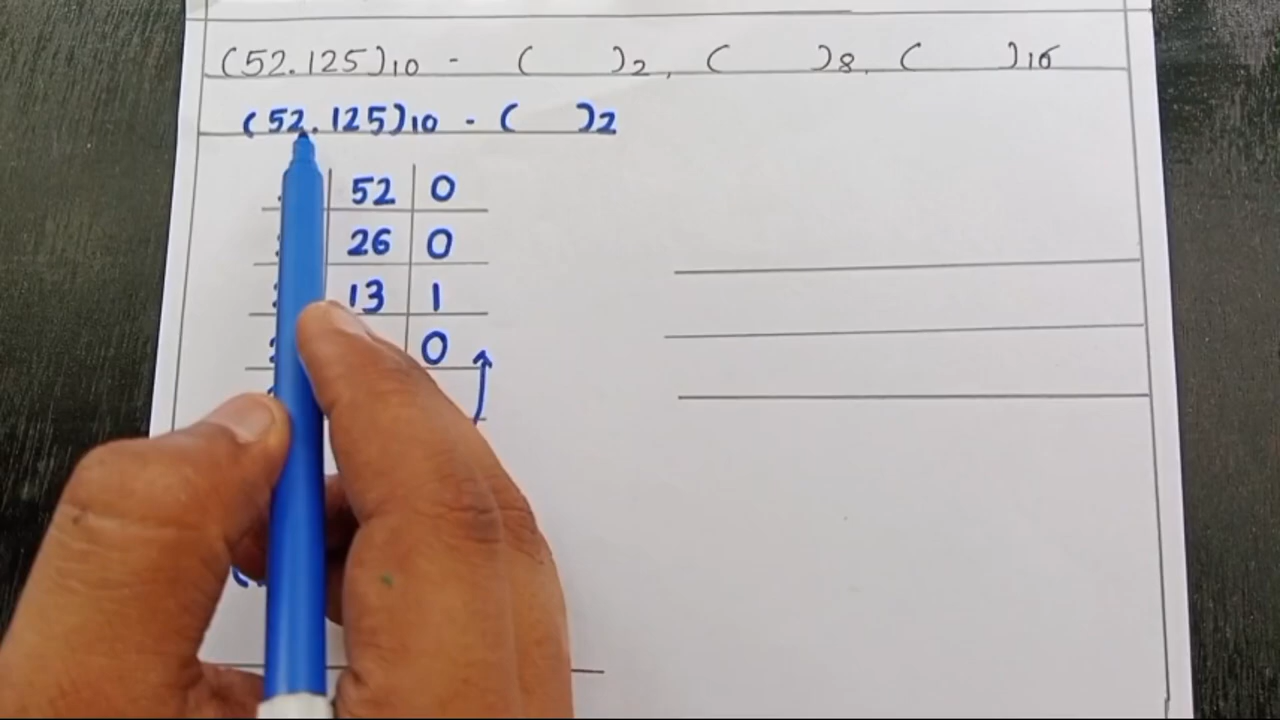 (52.125)10 - (     )2, (     )8, (     )16
(52.125)10 - (     )2
52 0
26 0
13 1
0